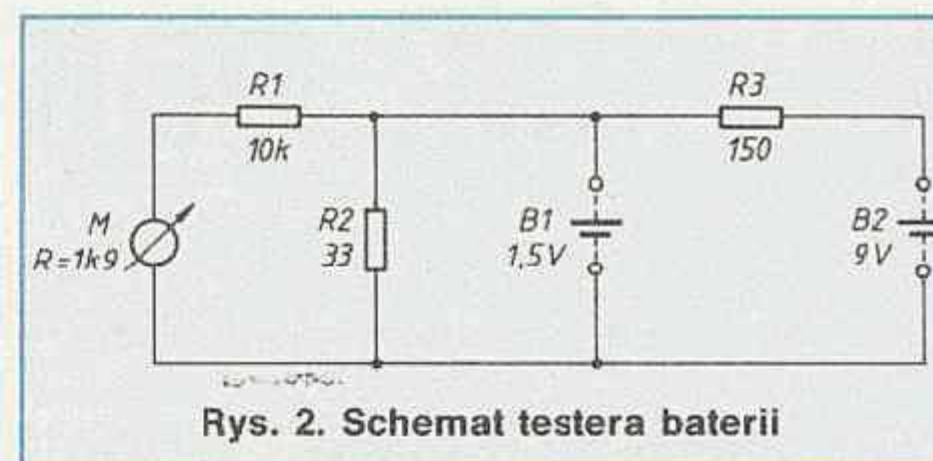 R1
10k
R3
150
M
R=1k9
R2
33
B1
1,5V
B2
9V
Rys. 2. Schemat testera baterii